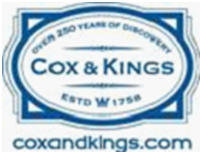 OVER 250 YEARS OF DISCOVERY
COX & KINGS
ESTD 1758
coxandkings.com